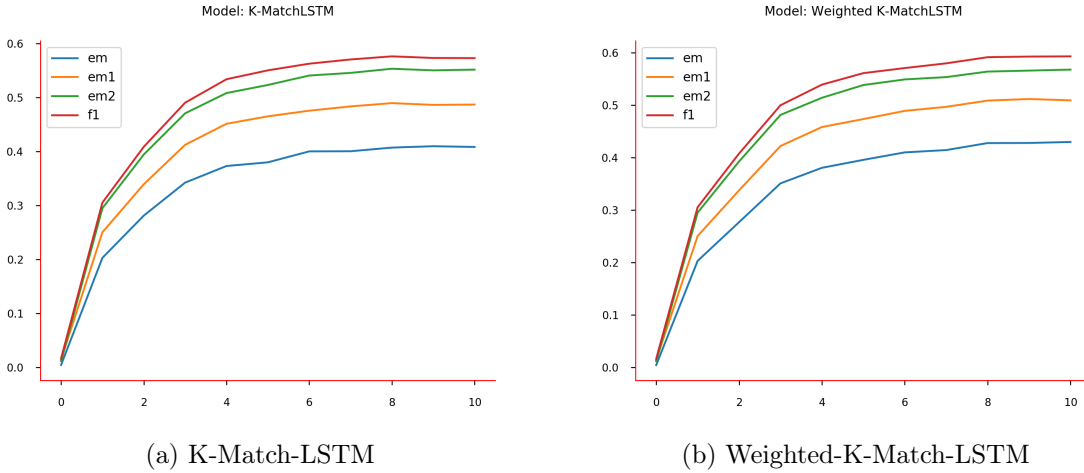 Model: K-MatchLSTM
0.6
0.5
0.4
0.3
0.2
0.1
0.0
em
em1
em2
f1
0 2 4 6 8 10
(a) K-Match-LSTM
Model: Weighted K-MatchLSTM
0.6
0.5
0.4
0.3
0.2
0.1
0.0
em
em1
em2
f1
0 2 4 6 8 10
(b) Weighted-K-Match-LSTM